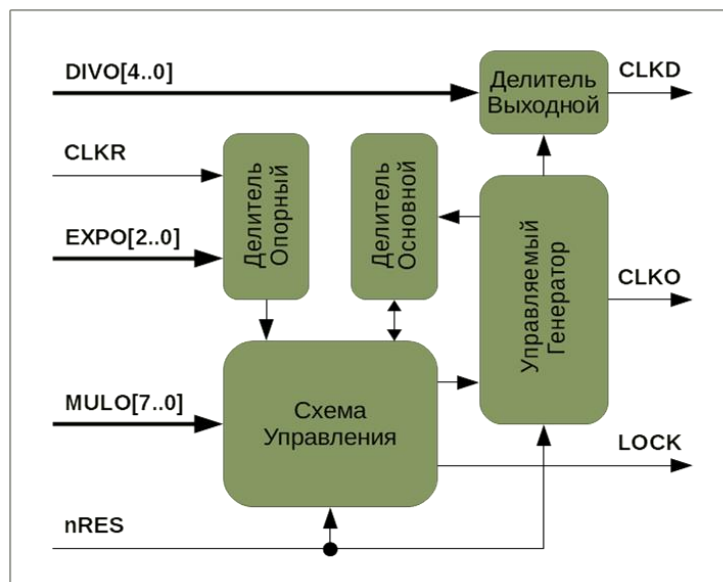 DIVO[4..0]
Делитель
Выходной
CLKD
CLKR
Делитель
Опорный
Делитель
Основной
EXPO[2..0]
Управляемый
Генератор
CLKO
MULO[7..0]
Схема
Управления
LOCK
nRES